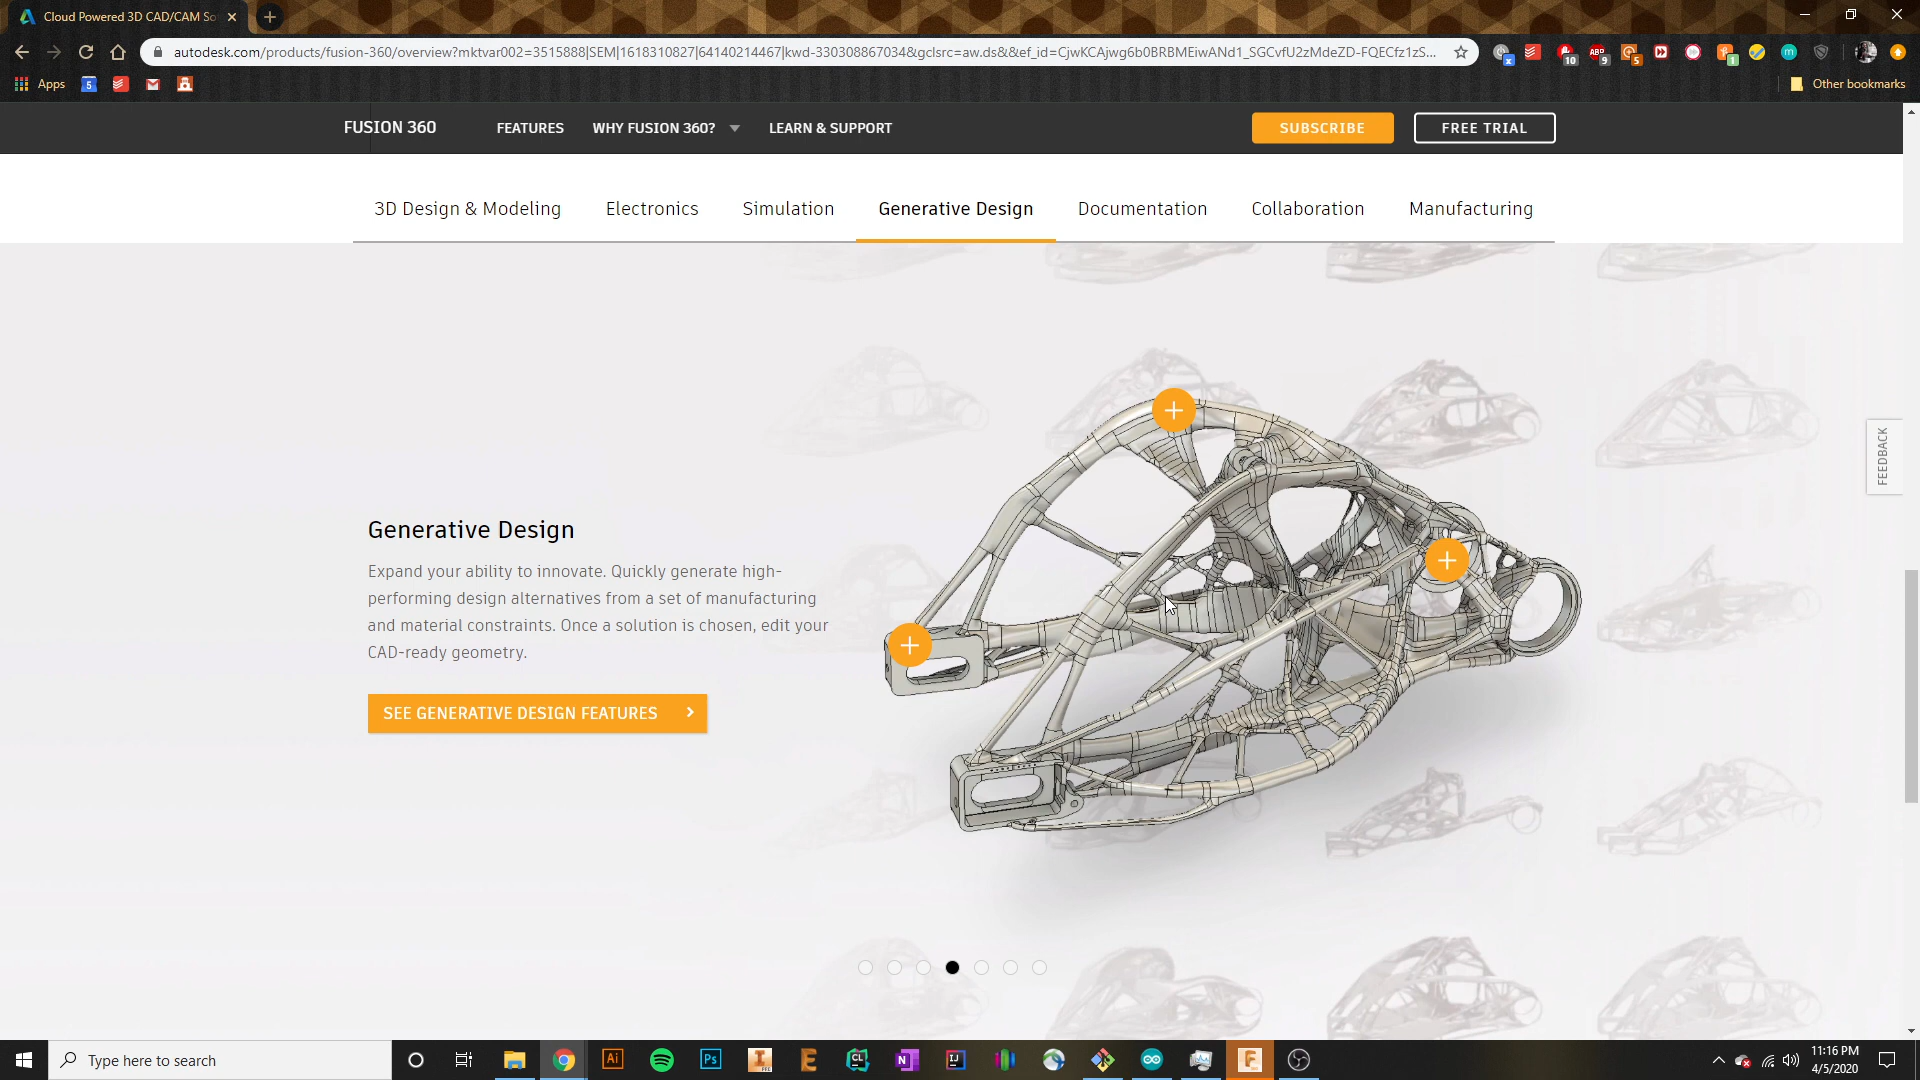 Cloud Powered 3D CAD/CAM So
autodesk.com/products/fusion-360/overview?mktvar002=3515888|SEM|1618310827|64140214467|kwd-330308867034&gclsrc=aw.ds&&ef_id=CjwKCAjwg6b0BRBMEiwANd1_SGCvfU2zMdeZD-FQECfz1zS...
Apps
Other bookmarks
FUSION 360
FEATURES
WHY FUSION 360?
LEARN & SUPPORT
SUBSCRIBE
FREE TRIAL
3D Design & Modeling
Electronics
Simulation
Generative Design
Documentation
Collaboration
Manufacturing
FEEDBACK
Generative Design
Expand your ability to innovate. Quickly generate high-
performing design alternatives from a set of manufacturing
and material constraints. Once a solution is chosen, edit your
CAD-ready geometry.
SEE GENERATIVE DESIGN FEATURES
Type here to search
11:16 PM
4/5/2020